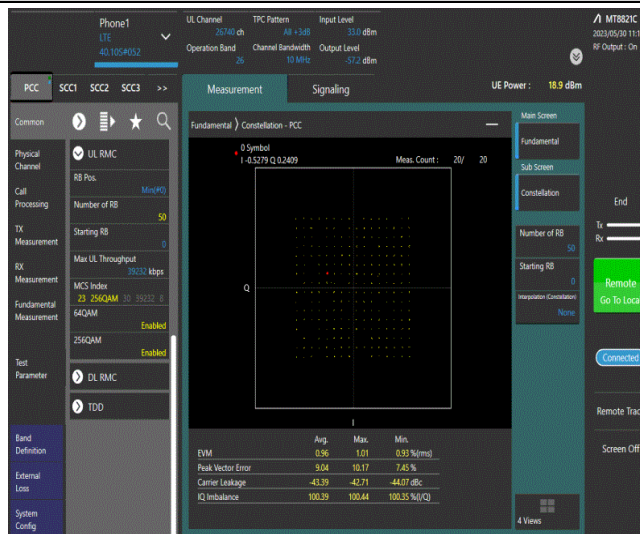 Phone1
LTE
40.10S#052
UL Channel
26740 ch
TPC Pattern
All +3dB
Input Level
33.0 dBm
Operation Band
26
Channel Bandwidth
10 MHz
Output Level
-57.2 dBm
MT8821C
2023/05/30 11:1
RF Output : On
PCC SCC1 SCC2 SCC3 >>
Measurement
Signaling
UE Power : 18.9 dBm
Common
Physical
Channel
Call
Processing
TX
Measurement
RX
Measurement
Fundamental
Measurement
Test
Parameter
Band
Definition
External
Loss
System
Config
UL RMC
RB Pos.
Min(#0)
Number of RB
50
Starting RB
0
Max UL Throughput
39232 kbps
MCS Index
23 256QAM 30 39232 8
64QAM
Enabled
256QAM
Enabled
DL RMC
TDD
Fundamental 〉 Constellation - PCC
0 Symbol
I -0.5279 Q 0.2409
Meas. Count : 20/ 20
Q
I
Avg. Max. Min.
EVM 0.96 1.01 0.93 %(rms)
Peak Vector Error 9.04 10.17 7.45 %
Carrier Leakage -43.39 -42.71 -44.07 dBc
IQ Imbalance 100.39 100.44 100.35 %(I/Q)
Main Screen
Fundamental
Sub Screen
Constellation
Number of RB
50
Starting RB
0
Interpolation (Constellation)
None
4 Views
End
Tx
Rx
Remote
Go To Loca
Connected
Remote Trac
Screen Off